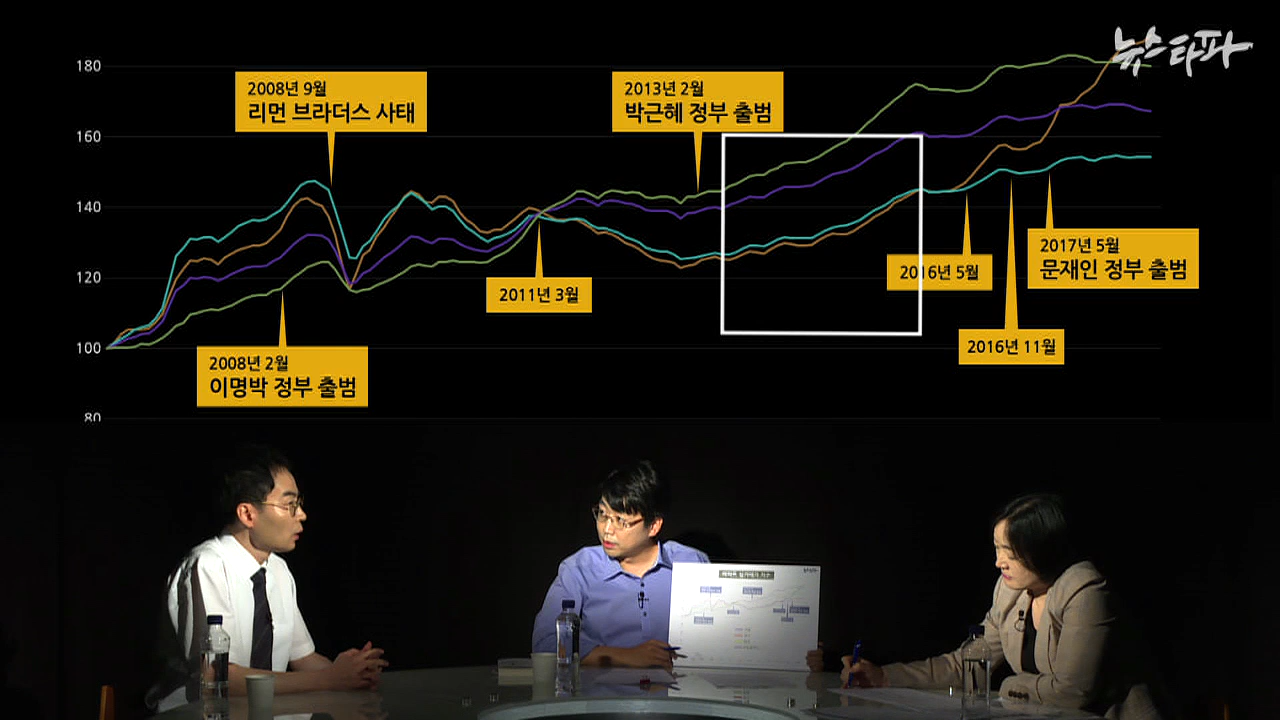 뉴스타파
180
2008년 9월
리먼 브라더스 사태
2013년 2월
박근혜 정부 출범
160
140
2017년 5월
문재인 정부 출범
2016년 5월
120
2011년 3월
2016년 11월
100
2008년 2월
이명박 정부 출범
80